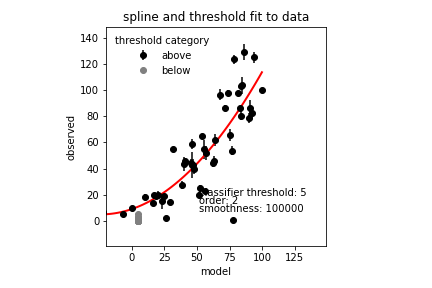 spline and threshold fit to data
140
120
100
80
60
40
20
0
observed
threshold category
above
below
classifier threshold: 5
order: 2
smoothness: 100000
0 25 50 75 100 125
model